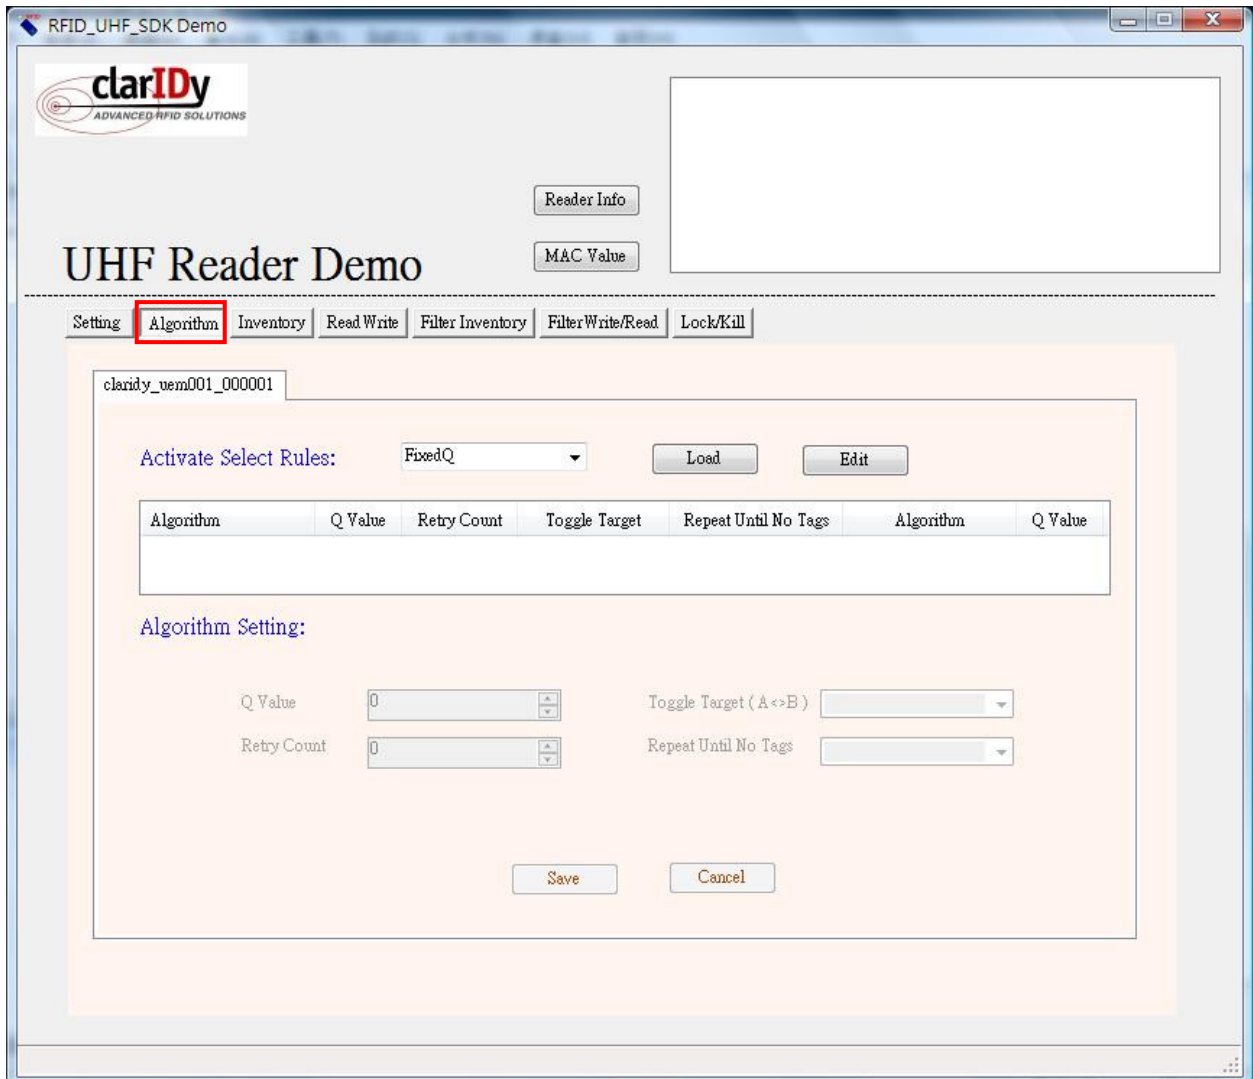 RFID_UHF_SDK Demo
clarIDy
ADVANCED RFID SOLUTIONS
Reader Info
MAC Value
UHF Reader Demo
Setting Algorithm Inventory Read Write Filter Inventory Filter Write/Read Lock/Kill
claridy_uem001_000001
Activate Select Rules: FixedQ Load Edit
Algorithm Q Value Retry Count Toggle Target Repeat Until No Tags Algorithm Q Value
Algorithm Setting:
Q Value 0 Toggle Target ( A<>B )
Retry Count 0 Repeat Until No Tags
Save Cancel